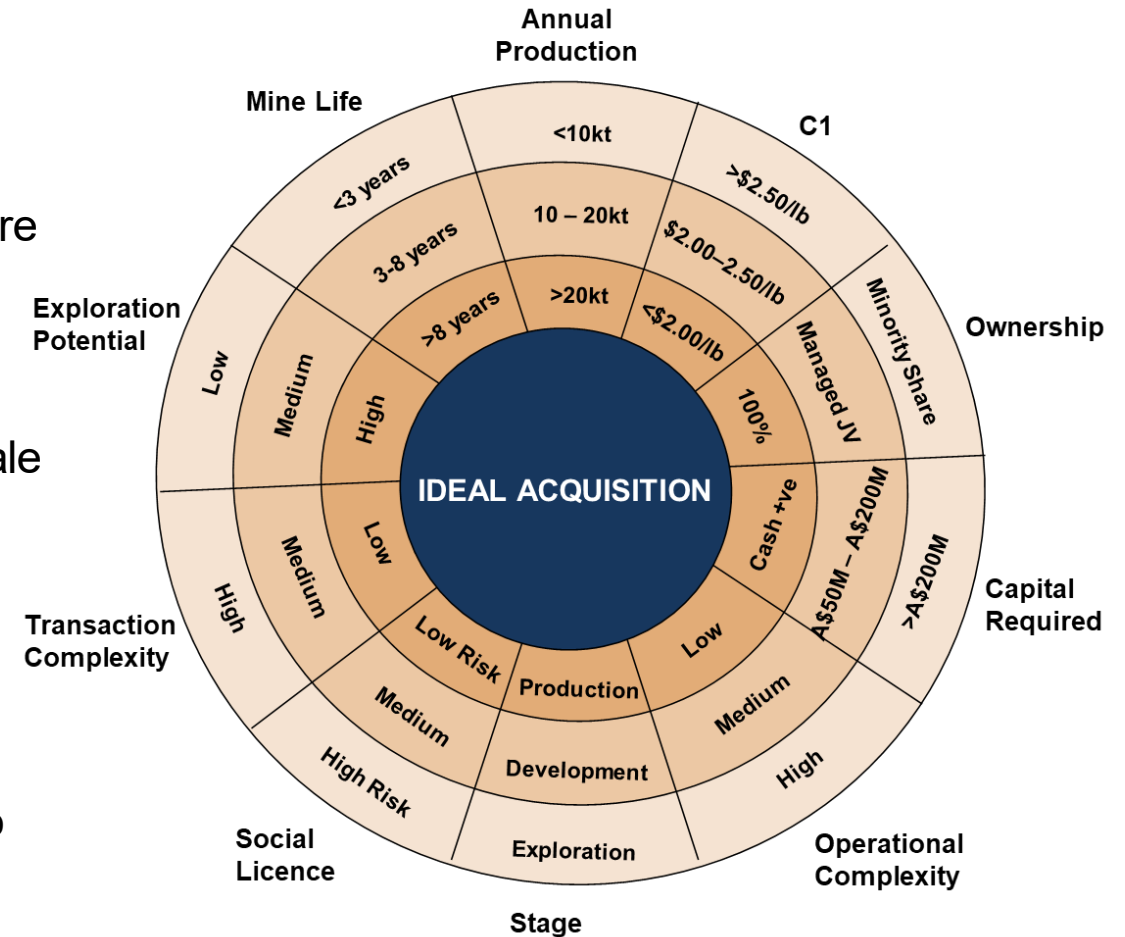 Annual
Production
Mine Life
C1
<10kt
<3 years
>$2.50/lb
re
10 – 20kt
3-8 years
$2.00–2.50/lb
Exploration
Potential
>20kt
>8 years
<$2.00/lb
Minority Share
Ownership
Low
Medium
High
100%
Managed JV
ale
IDEAL ACQUISITION
Cash +ve
A$50M – A$200M
>A$200M
Capital
Required
Low
Medium
High
Transaction
Complexity
Low Risk
Production
Low
Medium
Development
Medium
High Risk
Exploration
High
Social
Licence
Operational
Complexity
Stage